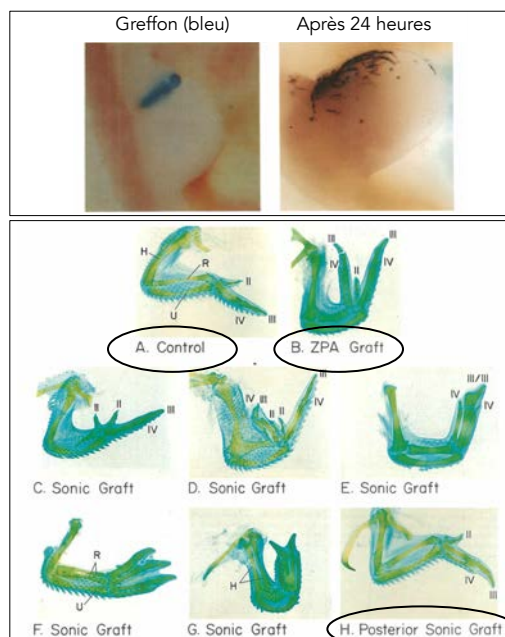 Greffon (bleu) Après 24 heures
H R II U IV III
III III IV II IV
A. Control B. ZPA Graft
II II III IV
IV III II II III IV
IV III/III IV
C. Sonic Graft D. Sonic Graft E. Sonic Graft
R U
H
II IV III
F. Sonic Graft G. Sonic Graft H. Posterior Sonic Graft